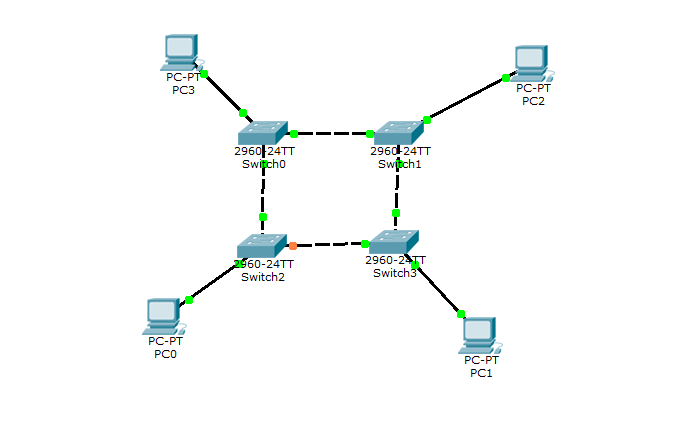 PC-PT
PC3
PC-PT
PC2
2960-24TT
Switch0
2960-24TT
Switch1
2960-24TT
Switch2
2960-24TT
Switch3
PC-PT
PC0
PC-PT
PC1